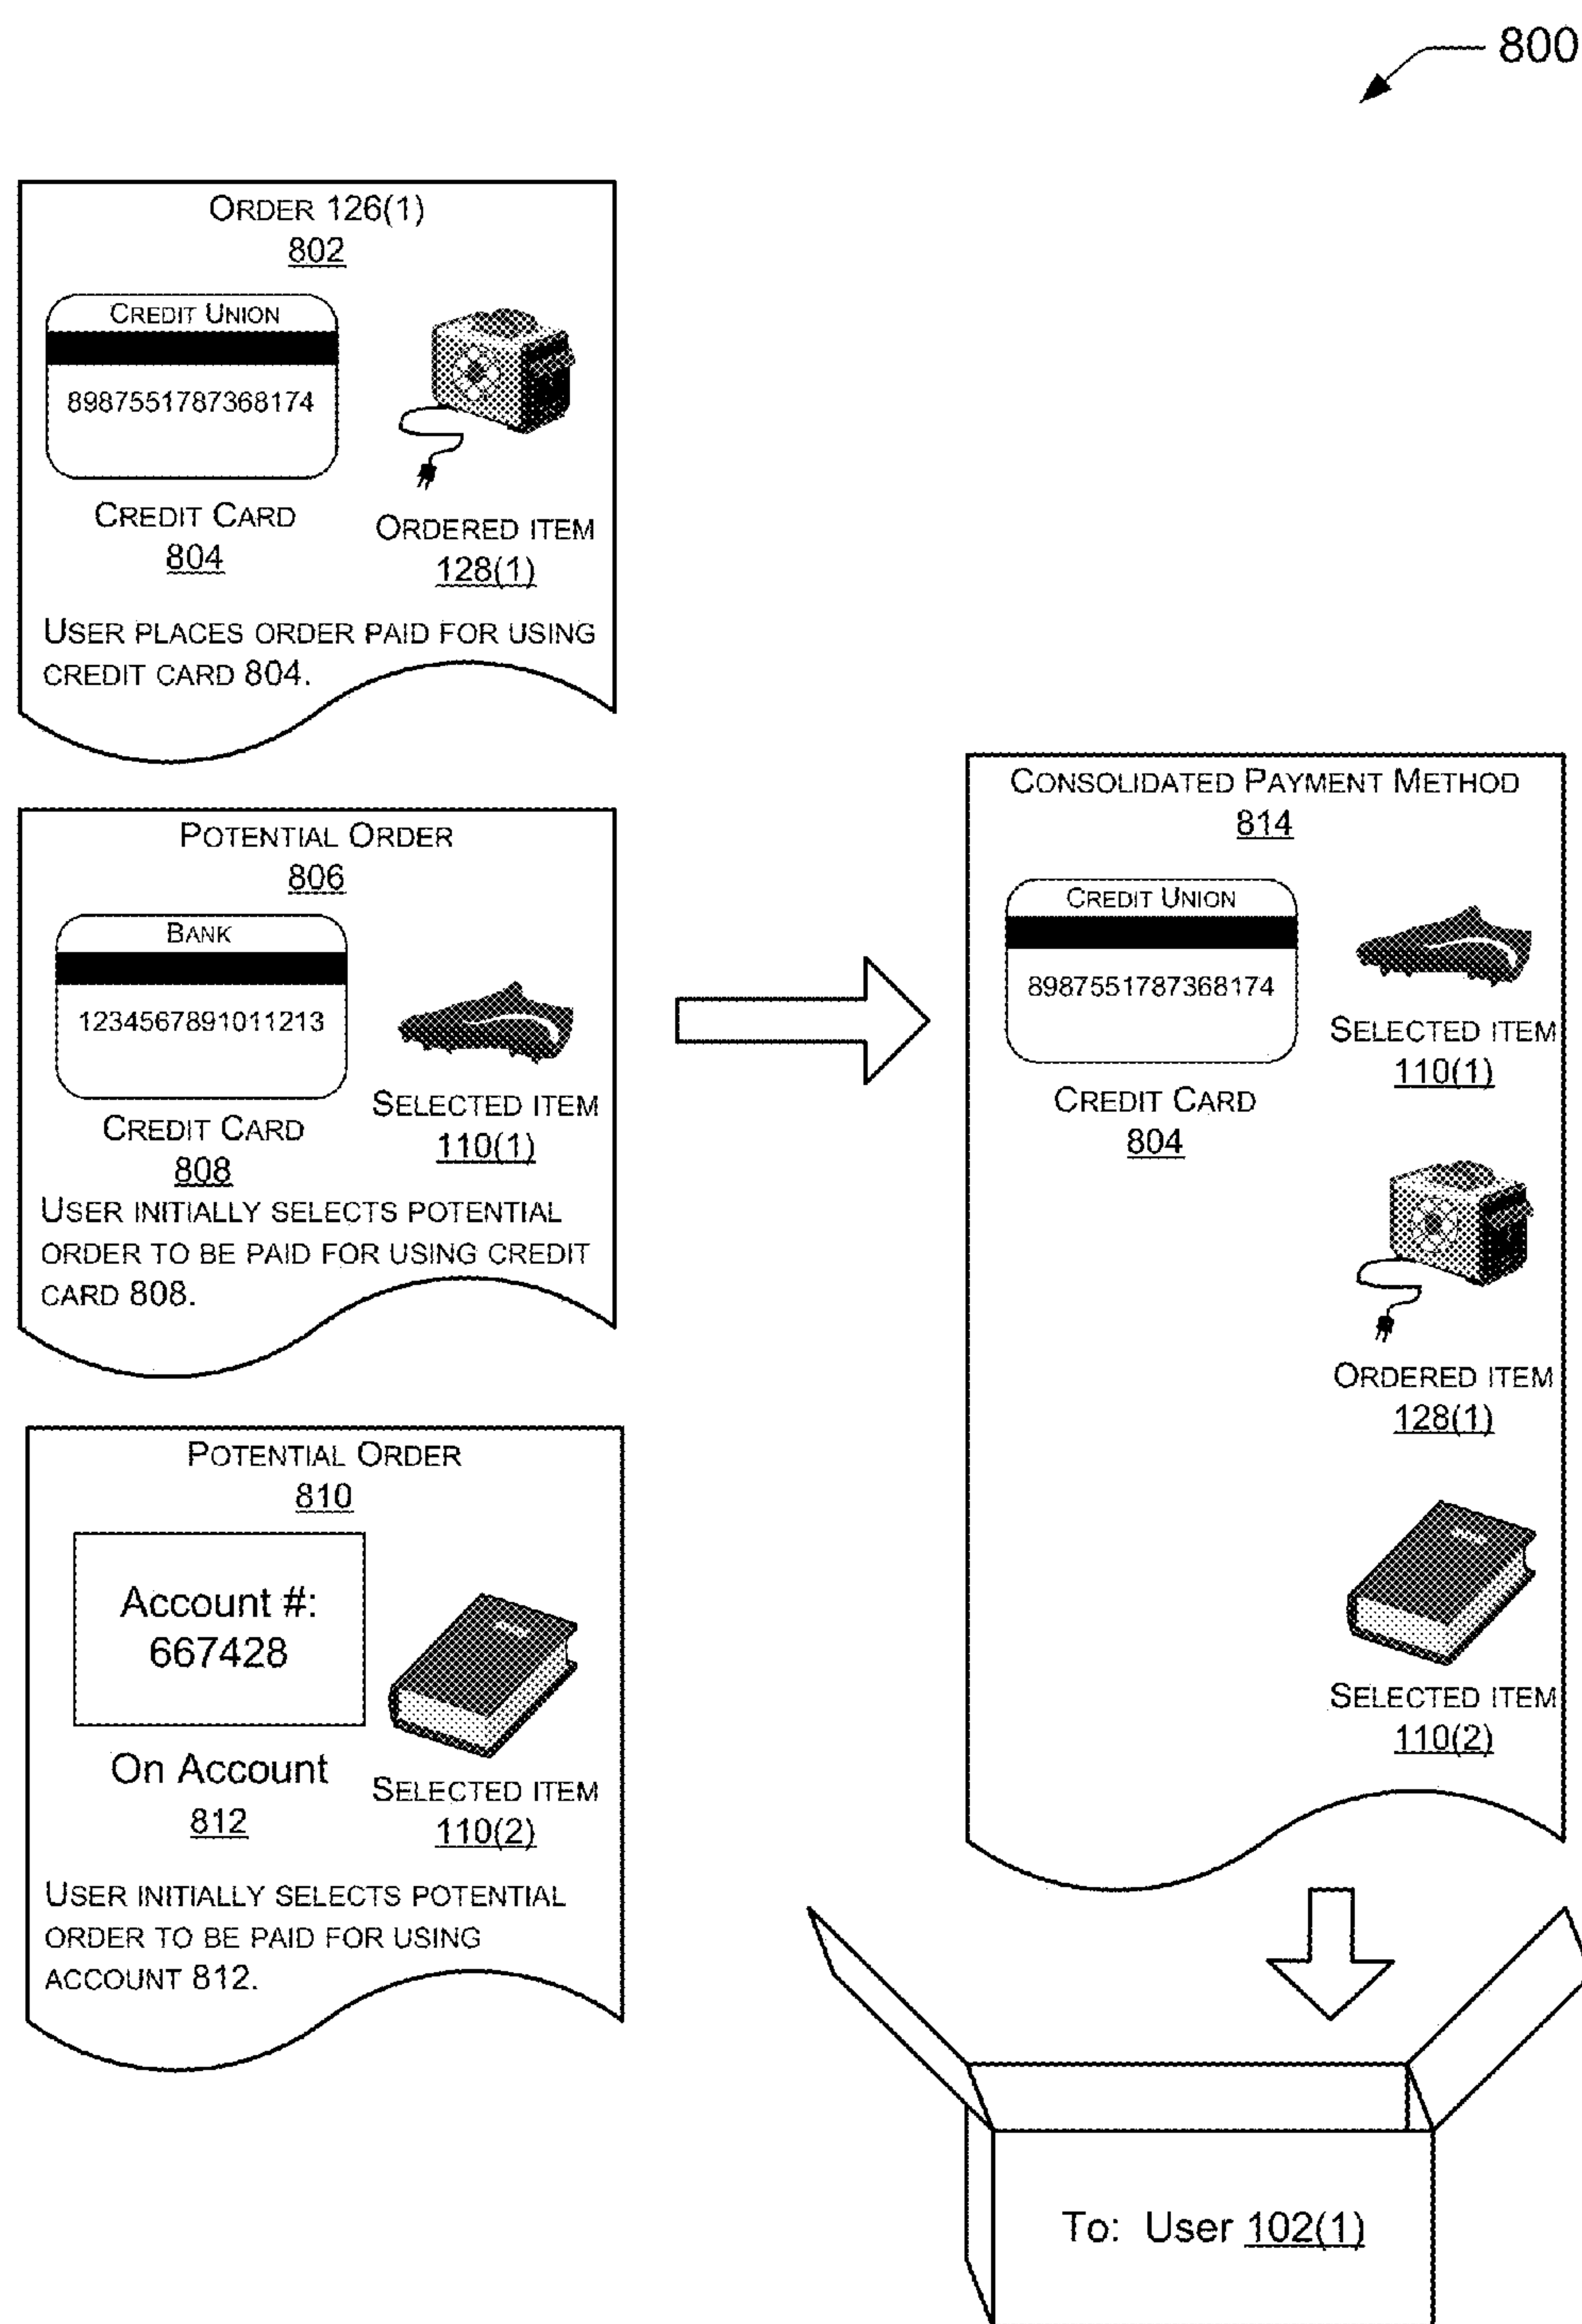 800
ORDER 126(1)
802
CREDIT UNION
8987551787368174
CREDIT CARD
804
ORDERED ITEM
128(1)
USER PLACES ORDER PAID FOR USING
CREDIT CARD 804.
POTENTIAL ORDER
806
BANK
1234567891011213
CREDIT CARD
808
SELECTED ITEM
110(1)
USER INITIALLY SELECTS POTENTIAL
ORDER TO BE PAID FOR USING CREDIT
CARD 808.
POTENTIAL ORDER
810
Account #:
667428
On Account
812
SELECTED ITEM
110(2)
USER INITIALLY SELECTS POTENTIAL
ORDER TO BE PAID FOR USING
ACCOUNT 812.
CONSOLIDATED PAYMENT METHOD
814
CREDIT UNION
8987551787368174
CREDIT CARD
804
SELECTED ITEM
110(1)
ORDERED ITEM
128(1)
SELECTED ITEM
110(2)
To: User 102(1)